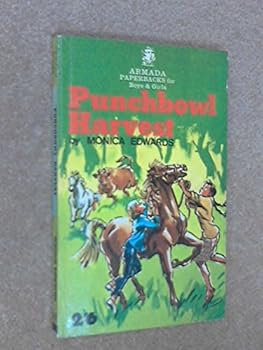 ARMADA
PAPERBACKS for
Boys & Girls
Punchbowl
Harvest
by MONICA EDWARDS
2'6